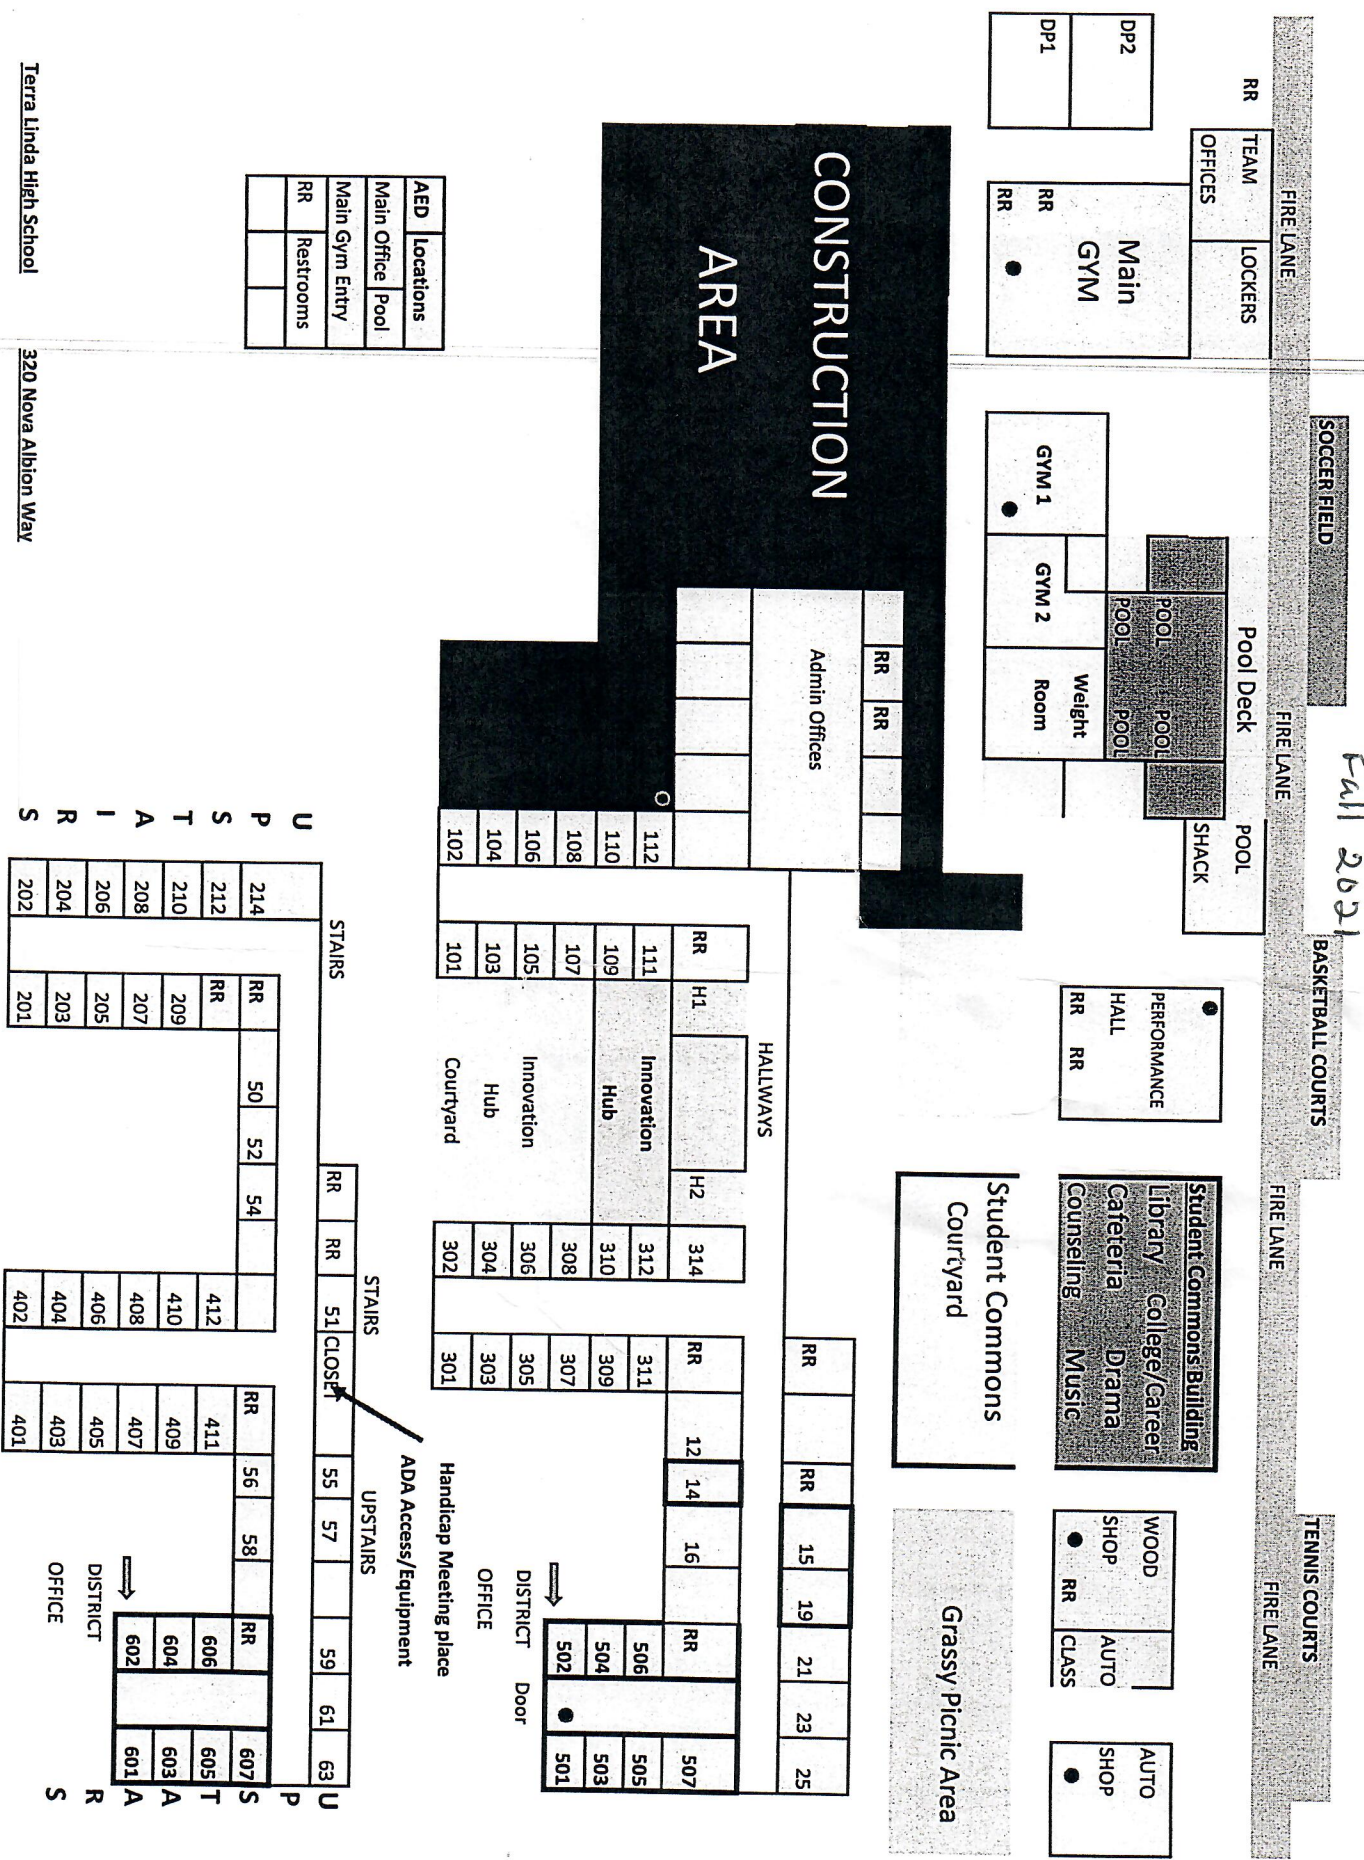 Fall 2021
SOCCER FIELD
BASKETBALL COURTS
TENNIS COURTS
FIRE LANE
FIRE LANE
FIRE LANE
FIRE LANE
DP2
DP1
RR
TEAM
OFFICES
LOCKERS
Main
GYM
RR
RR
Pool Deck
POOL POOL
POOL POOL
POOL
SHACK
GYM 1
GYM 2
Weight
Room
PERFORMANCE
HALL
RR RR
Student Commons Building
Library College/Career
Cafeteria Drama
Counseling Music
Student Commons
Courtyard
WOOD
SHOP
RR
AUTO
CLASS
AUTO
SHOP
Grassy Picnic Area
CONSTRUCTION
AREA
RR RR
Admin Offices
RR RR 15 19 21 23 25
HALLWAYS
RR H1 H2 314 RR 12 14 16 RR 507
112 111 Innovation 312 311 506 505
110 109 Hub 310 309 504 503
108 107 308 307 502 501
106 105 Innovation 306 305
104 103 Hub 304 303
102 101 Courtyard 302 301
DISTRICT Door
OFFICE
AED Locations
Main Office Pool
Main Gym Entry
RR Restrooms
Handicap Meeting place
ADA Access/Equipment
STAIRS
STAIRS
UPSTAIRS
RR RR 51 CLOSET 55 57 59 61 63
U
P
S
T
A
I
R
S
214 RR 50 52 54 RR 56 58 RR 607
212 RR 412 411 606 605
210 209 410 409 604 603
208 207 408 407 602 601
206 205 406 405
204 203 404 403
202 201 402 401
DISTRICT
OFFICE
U
P
S
T
A
A
R
S
Terra Linda High School 320 Nova Albion Way